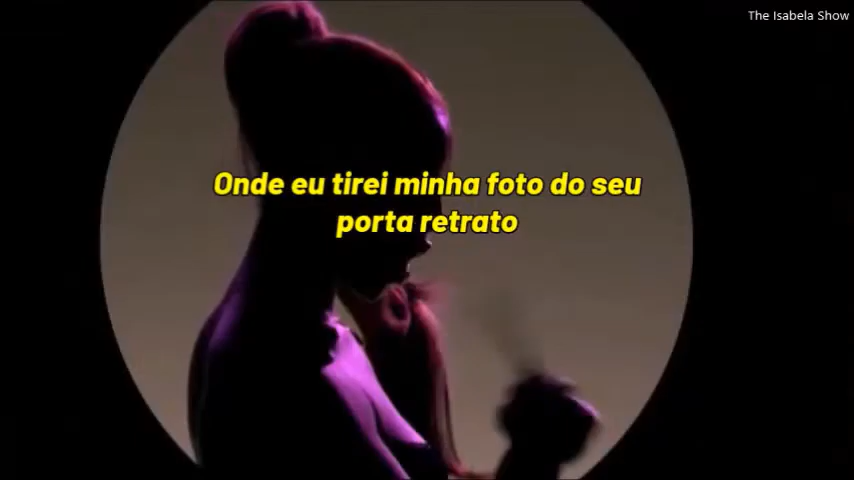 The Isabela Show
Onde eu tirei minha foto do seu
porta retrato